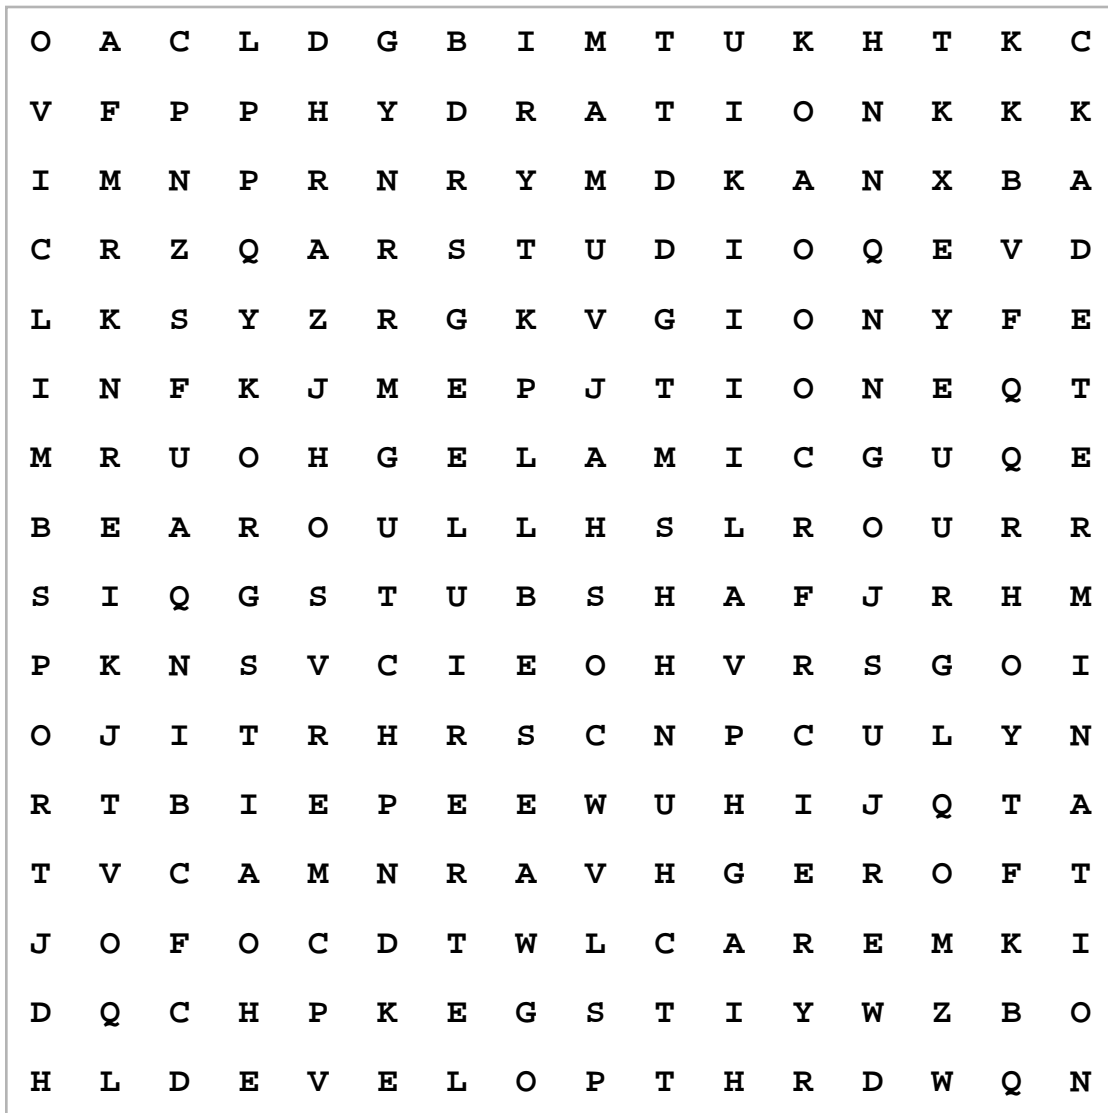 O A C L D G B I M T U K H T K C
V F P P H Y D R A T I O N K K K
I M N P R N R Y M D K A N X B A
C R Z Q A R S T U D I O Q E V D
L K S Y Z R G K V G I O N Y F E
I N F K J M E P J T I O N E Q T
M R U O H G E L A M I C G U Q E
B E A R O U L L H S L R O U R R
S I Q G S T U B S H A F J R H M
P K N S V C I E O H V R S G O I
O J I T R H R S C N P C U L Y N
R T B I E P E E W U H I J Q T A
T V C A M N R A V H G E R O F T
J O F O C D T W L C A R E M K I
D Q C H P K E G S T I Y W Z B O
H L D E V E L O P T H R D W Q N